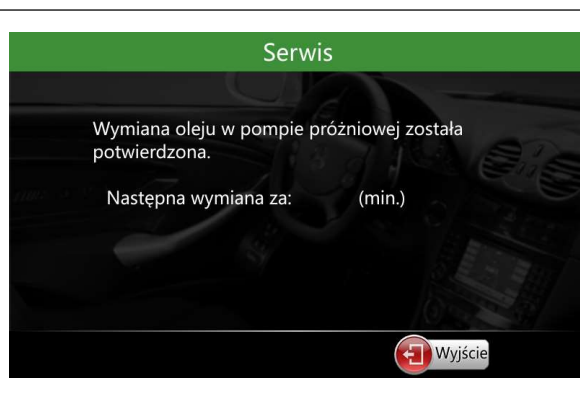 Serwis
Wymiana oleju w pompie próżniowej została
potwierdzona.
Następna wymiana za: (min.)
Wyjście